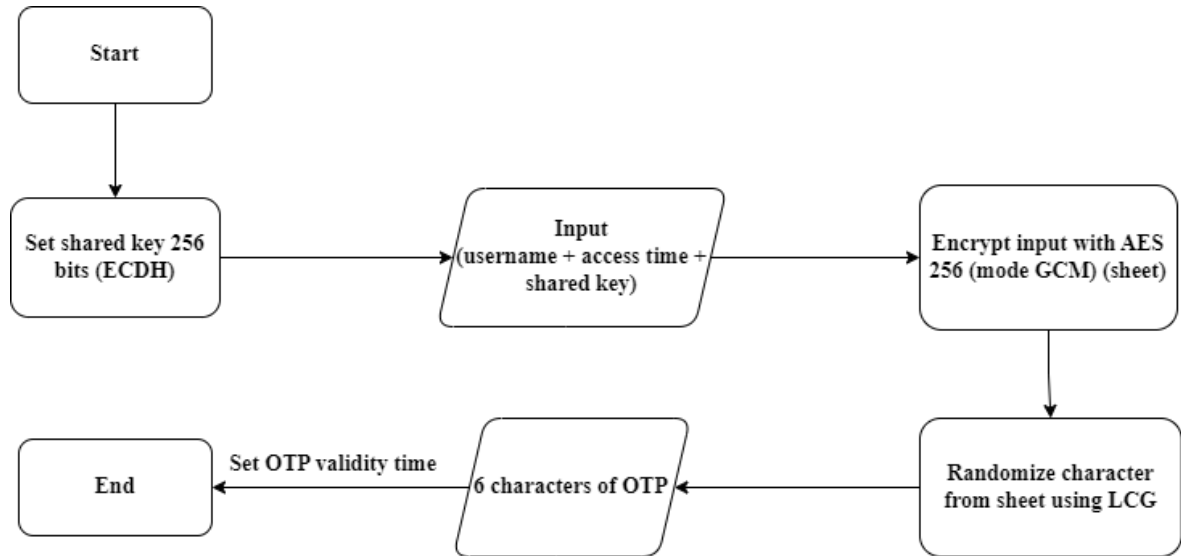 Start
Set shared key 256
bits (ECDH)
Input
(username + access time +
shared key)
Encrypt input with AES
256 (mode GCM) (sheet)
Randomize character
from sheet using LCG
6 characters of OTP
Set OTP validity time
End